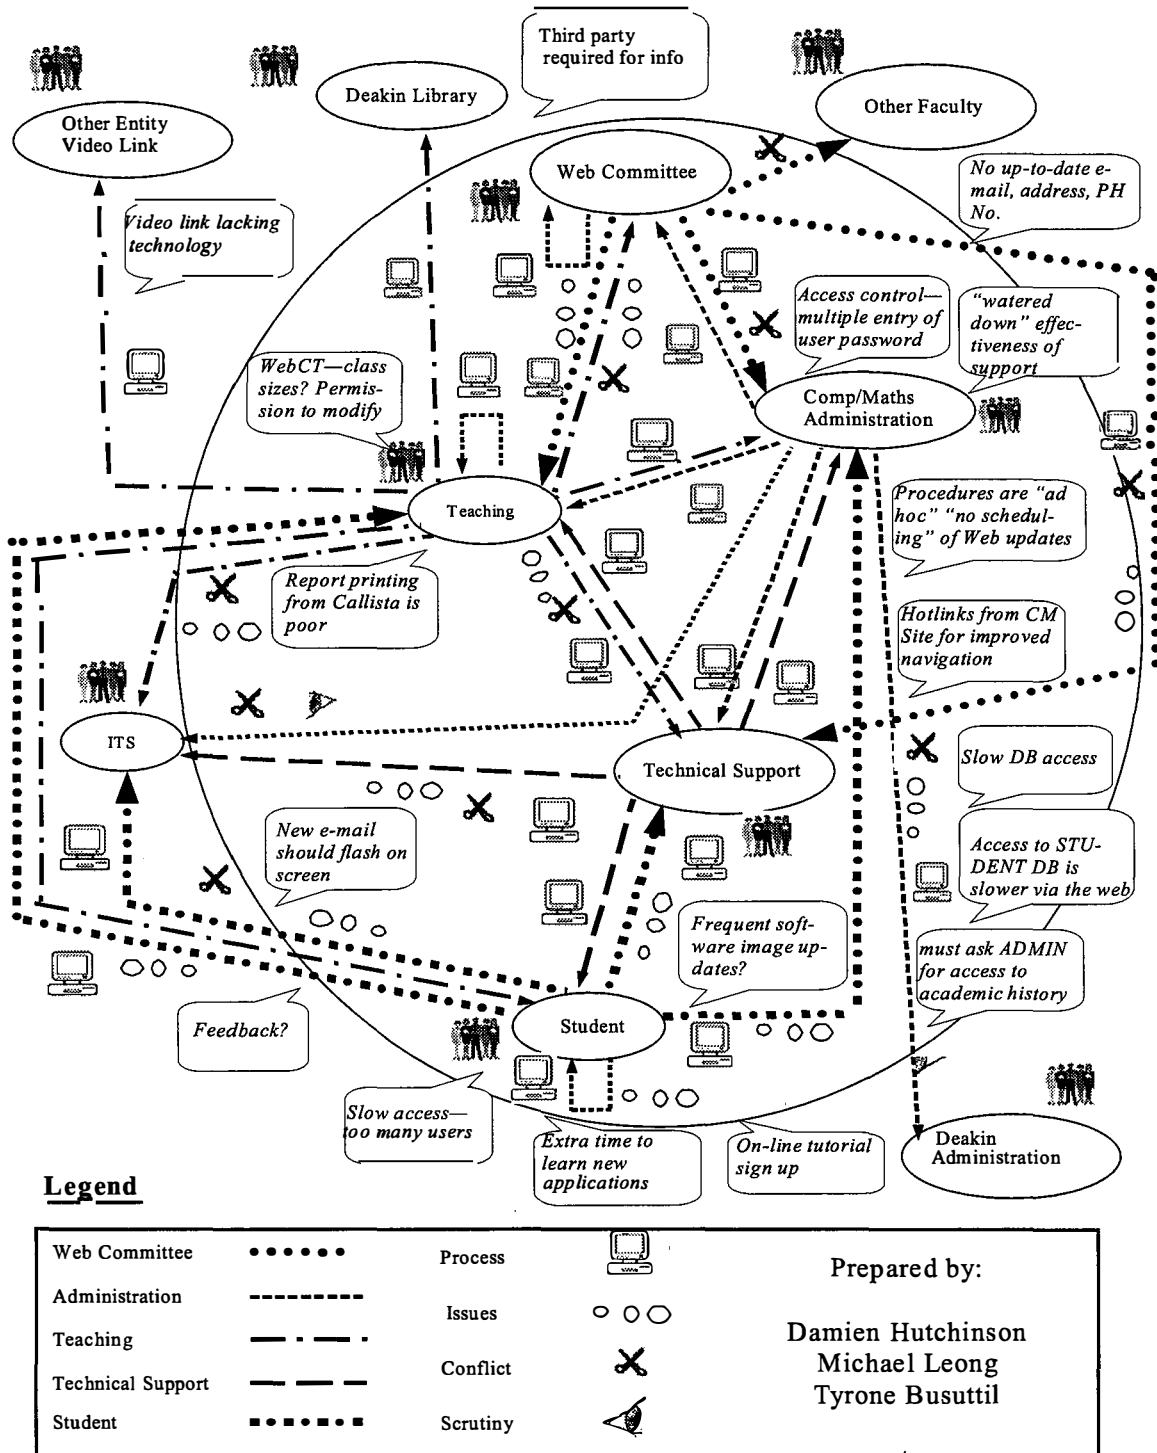 Third party
required for info
Deakin Library
Other Faculty
Other Entity
Video Link
Web Committee
No up-to-date e-
mail, address, PH
No.
Video link lacking
technology
Access control—
multiple entry of
user password
“watered
down” effec-
tiveness of
support
WebCT—class
sizes? Permis-
sion to modify
Comp/Maths
Administration
Teaching
Procedures are “ad
hoc” “no schedul-
ing” of Web updates
Report printing
from Callista is
poor
Hotlinks from CM
Site for improved
navigation
ITS
Technical Support
Slow DB access
New e-mail
should flash on
screen
Access to STU-
DENT DB is
slower via the web
Frequent soft-
ware image up-
dates?
must ask ADMIN
for access to
academic history
Feedback?
Student
Slow access—
too many users
Extra time to
learn new
applications
On-line tutorial
sign up
Deakin
Administration
Legend
Web Committee
Administration
Teaching
Technical Support
Student
Process
Issues
Conflict
Scrutiny
Prepared by:
Damien Hutchinson
Michael Leong
Tyrone Busuttil